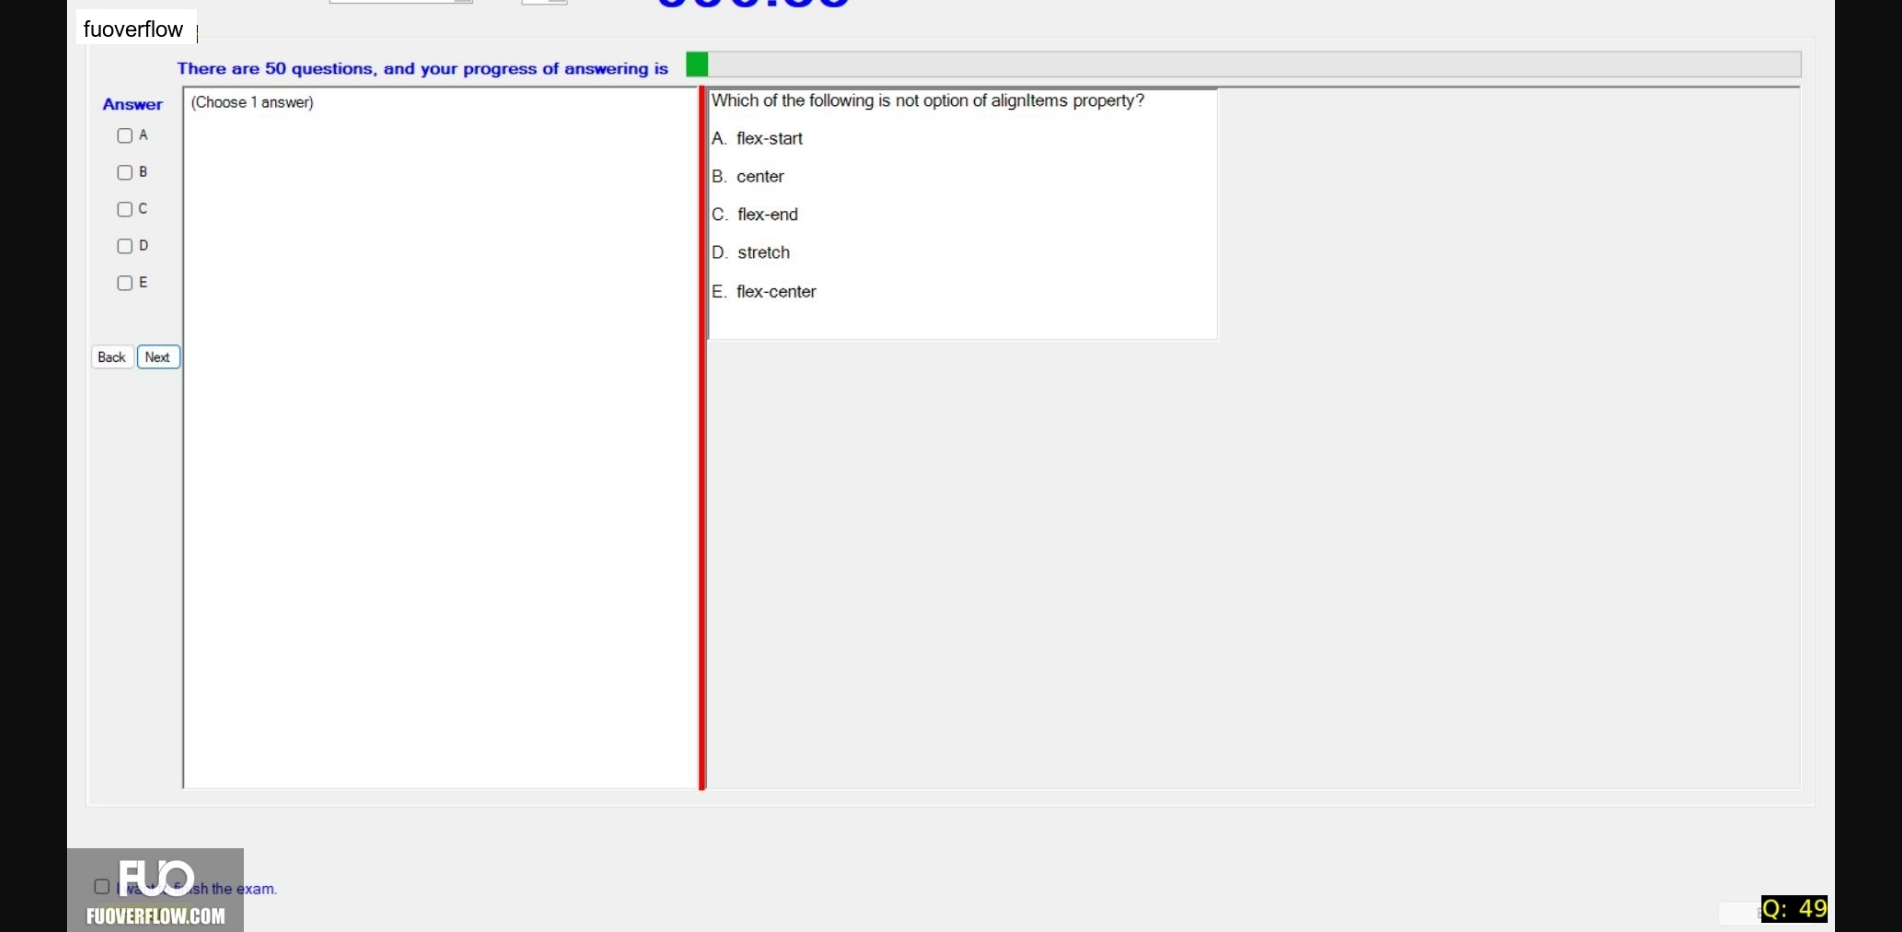 fuoverflow
There are 50 questions, and your progress of answering is
Answer
(Choose 1 answer)
A
B
C
D
E
Back Next
Which of the following is not option of alignItems property?
A. flex-start
B. center
C. flex-end
D. stretch
E. flex-center
FUO
sh the exam.
FUOVERFLOW.COM
Q: 49